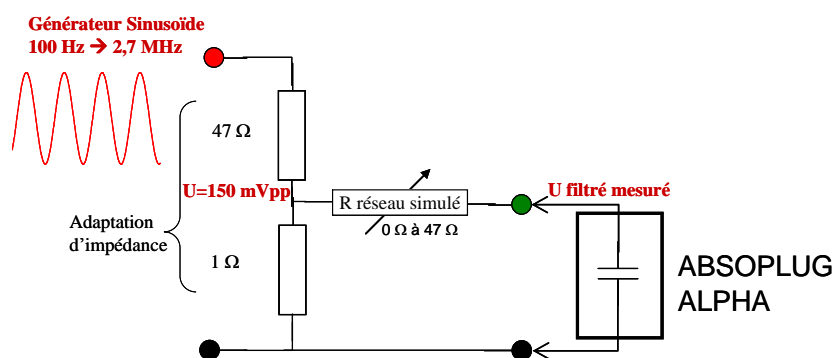 Générateur Sinusoïde
100 Hz ➔ 2,7 MHz
47 Ω
U=150 mVpp
Adaptation
d'impédance
1 Ω
R réseau simulé
0 Ω à 47 Ω
U filtré mesuré
ABSOPLUG
ALPHA